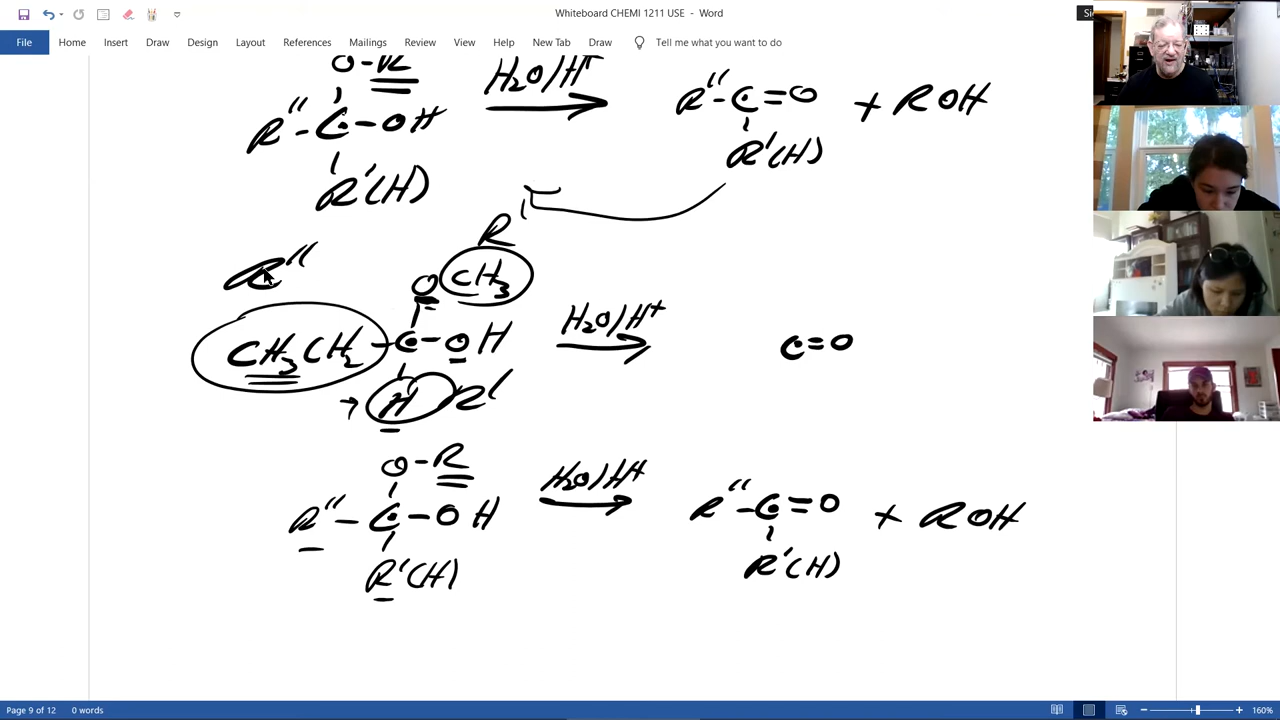 Whiteboard CHEMI 1211 USE - Word
File Home Insert Draw Design Layout References Mailings Review View Help New Tab Draw Tell me what you want to do
O-R
R''-C-OH H2O/H+ R''-C=O + ROH
R'(H) R'(H)
R
R''
O CH3
CH3CH2-C-OH H2O/H+ C=O
H R'
O-R
R''-C-OH H2O/H+ R''-C=O + ROH
R'(H) R'(H)
Page 9 of 12 0 words 160%